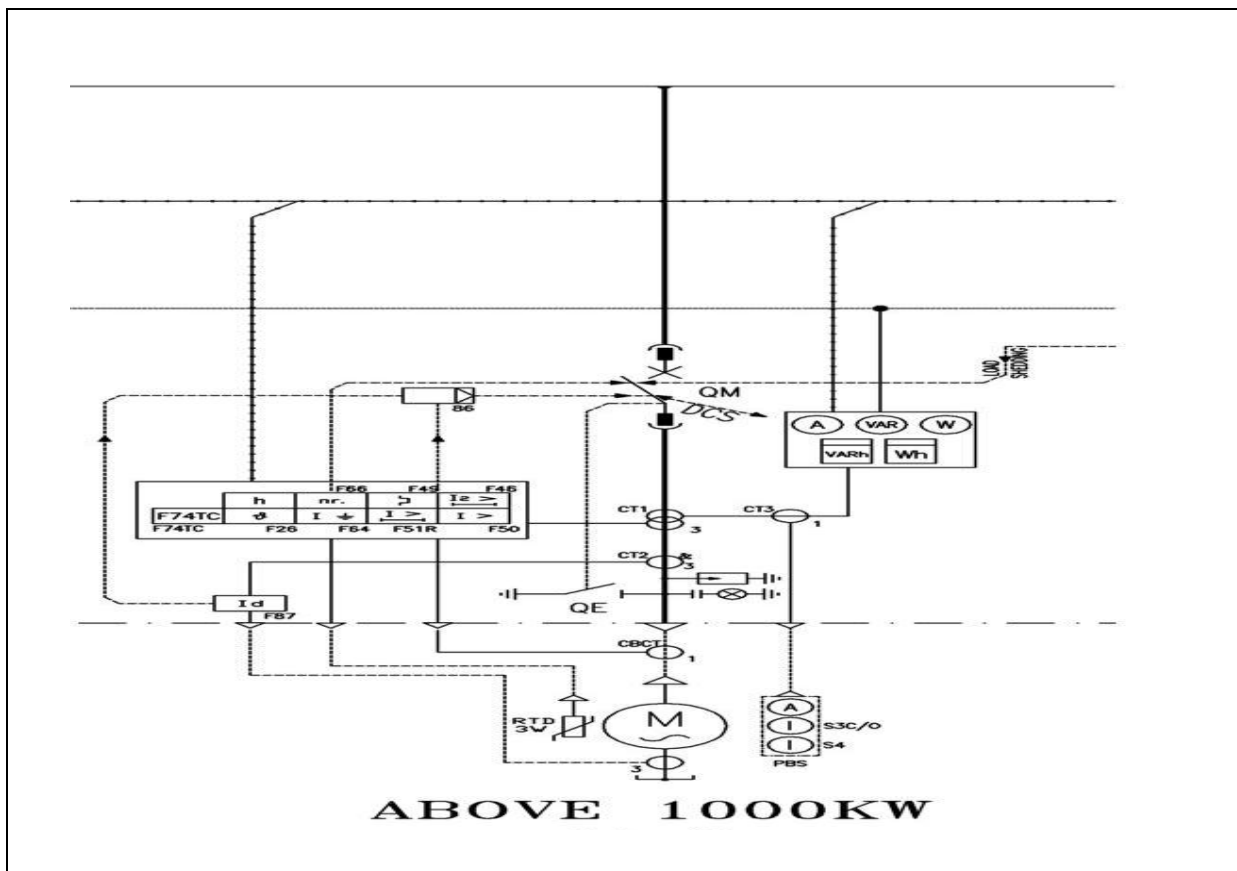 LOAD
SHEDDING
QM
86
DCS
A VAR W
VARh Wh
F66 F49 F46
h nr. I2 >
F74TC ϑ I I > I >
F74TC F26 F64 F51R F50
CT1
3
CT3
1
CT2
3
Id
F87
QE
CBCT
1
RTD
3W
M
3
A
I S3C/O
I S4
PBS
ABOVE 1000KW